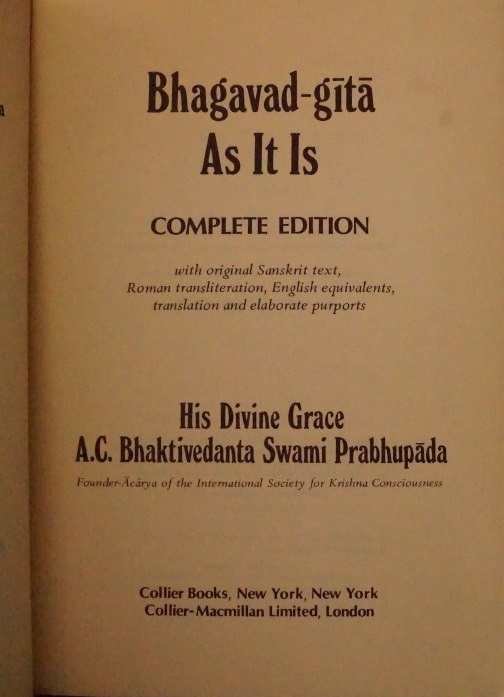 Bhagavad-gītā
As It Is
COMPLETE EDITION
with original Sanskrit text,
Roman transliteration, English equivalents,
translation and elaborate purports
His Divine Grace
A.C. Bhaktivedanta Swami Prabhupāda
Founder-Ācārya of the International Society for Krishna Consciousness
Collier Books, New York, New York
Collier-Macmillan Limited, London